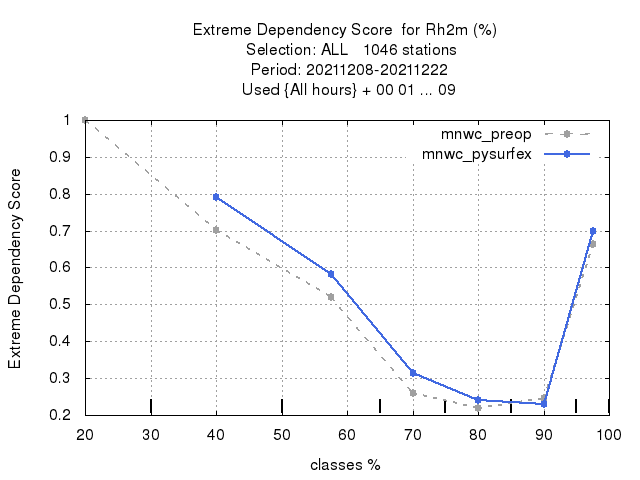 Extreme Dependency Score  for Rh2m (%)
Selection: ALL   1046 stations
Period: 20211208-20211222
Used {All hours} + 00 01 ... 09
mnwc_preop
mnwc_pysurfex
Extreme Dependency Score
1
0.9
0.8
0.7
0.6
0.5
0.4
0.3
0.2
20 30 40 50 60 70 80 90 100
classes %